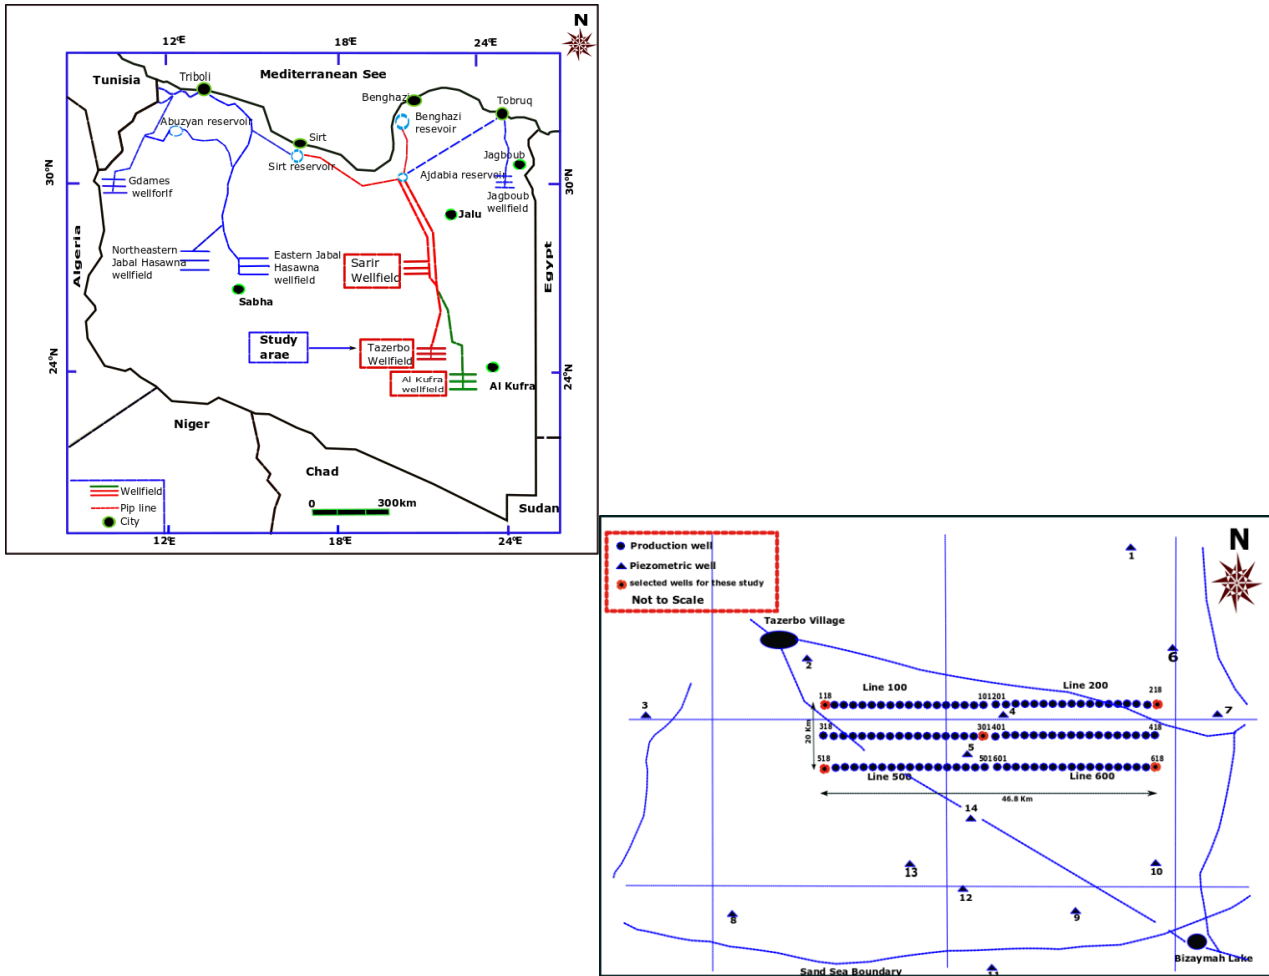 N
12°E
18°E
24°E
Tunisia
Triboli
Mediterranean See
Benghazi
Tobruq
Abuzyan reservoir
Benghazi
resevoir
Sirt
Sirt reservoir
Jagboub
30°N
30°N
Gdames
wellforlf
Ajdabia reservoir
Jagboub
wellfield
Jalu
Algeria
Egypt
Northeastern
Jabal Hasawna
wellfield
Eastern Jabal
Hasawna
wellfield
Sarir
Wellfield
Sabha
Study
arae
Tazerbo
Wellfield
24°N
24°N
Al Kufra
wellfield
Al Kufra
Niger
Chad
Wellfield
Pip line
City
0
300km
Sudan
12°E
18°E
24°E
Production well
Piezometric well
selected wells for these study
Not to Scale
N
1
Tazerbo Village
2
6
Line 100
Line 200
118
101201
218
3
4
7
20 Km
318
301401
418
5
518
501601
618
Line 500
Line 600
46.8 Km
14
13
10
12
8
9
Bizaymah Lake
11
Sand Sea Boundary